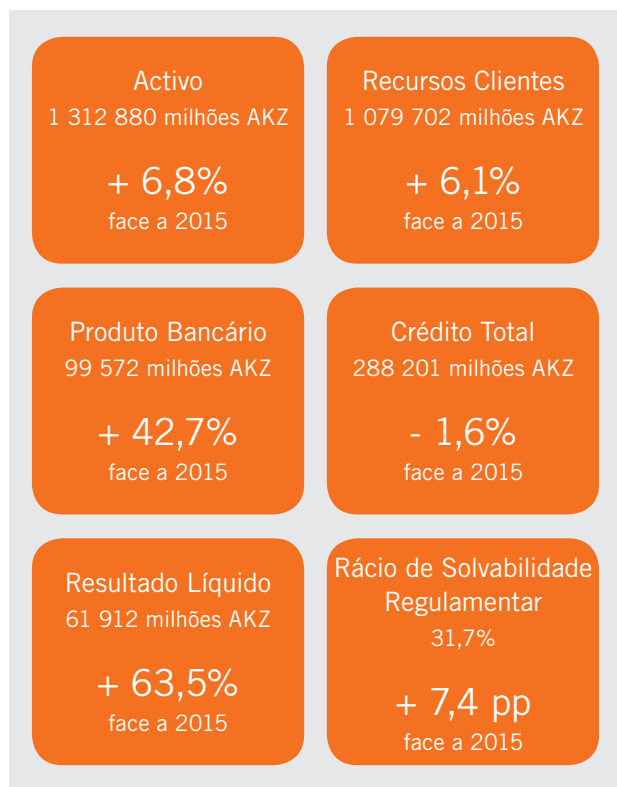 Activo
1 312 880 milhões AKZ
+ 6,8%
face a 2015
Recursos Clientes
1 079 702 milhões AKZ
+ 6,1%
face a 2015
Produto Bancário
99 572 milhões AKZ
+ 42,7%
face a 2015
Crédito Total
288 201 milhões AKZ
- 1,6%
face a 2015
Resultado Líquido
61 912 milhões AKZ
+ 63,5%
face a 2015
Rácio de Solvabilidade
Regulamentar
31,7%
+ 7,4 pp
face a 2015